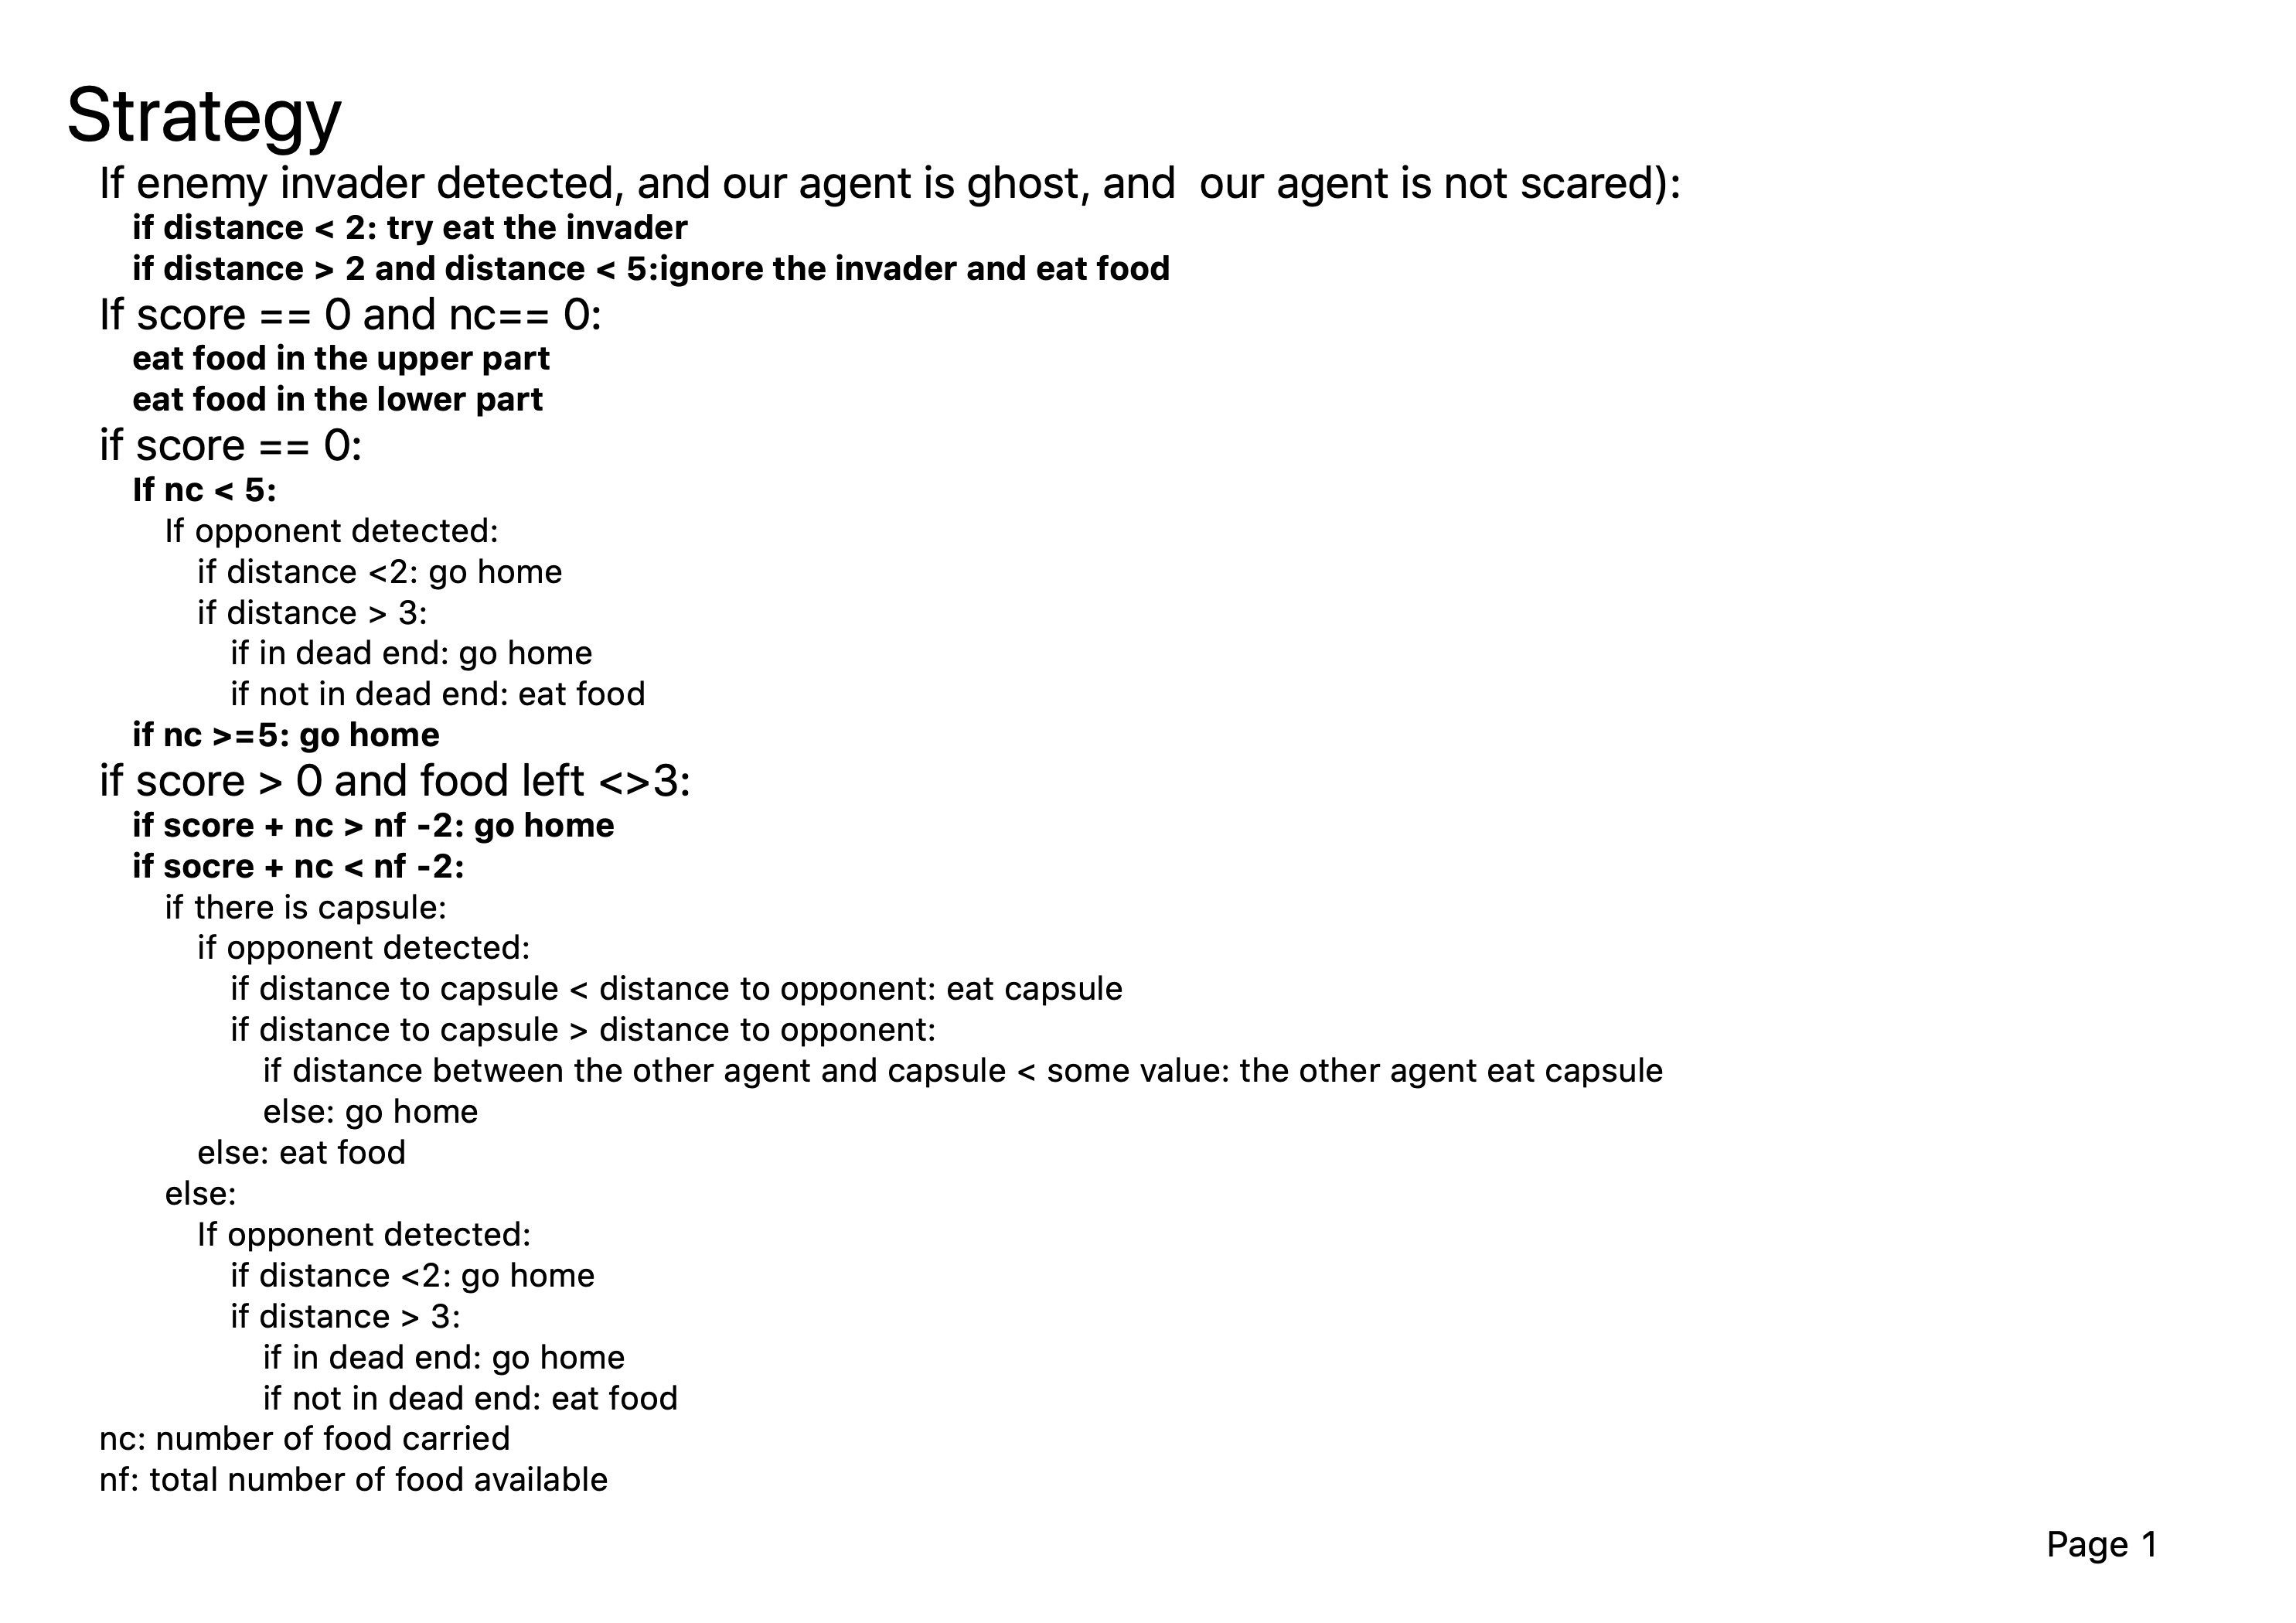 Strategy
If enemy invader detected, and our agent is ghost, and  our agent is not scared):
if distance < 2: try eat the invader
if distance > 2 and distance < 5:ignore the invader and eat food
If score == 0 and nc== 0:
eat food in the upper part
eat food in the lower part
if score == 0:
If nc < 5:
If opponent detected:
if distance <2: go home
if distance > 3:
if in dead end: go home
if not in dead end: eat food
if nc >=5: go home
if score > 0 and food left <>3:
if score + nc > nf -2: go home
if socre + nc < nf -2:
if there is capsule:
if opponent detected:
if distance to capsule < distance to opponent: eat capsule
if distance to capsule > distance to opponent:
if distance between the other agent and capsule < some value: the other agent eat capsule
else: go home
else: eat food
else:
If opponent detected:
if distance <2: go home
if distance > 3:
if in dead end: go home
if not in dead end: eat food
nc: number of food carried
nf: total number of food available
Page 1